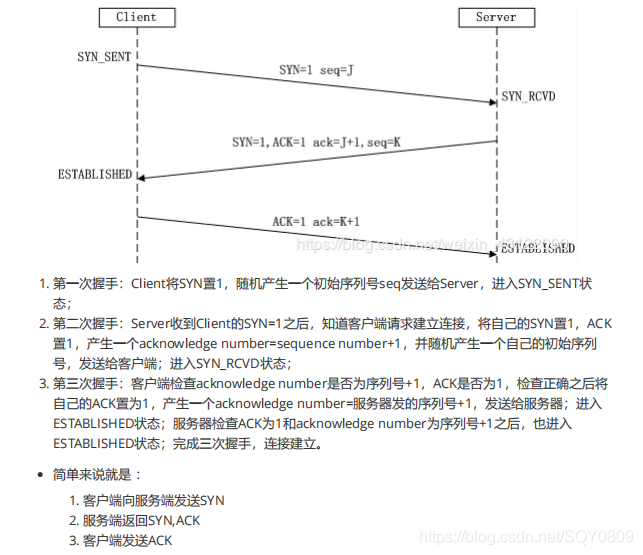 Client
Server
SYN_SENT
SYN=1 seq=J
SYN_RCVD
SYN=1,ACK=1 ack=J+1,seq=K
ESTABLISHED
ACK=1 ack=K+1
https://blog.csdn.net/weixin_
ESTABLISHED
1. 第一次握手：Client将SYN置1，随机产生一个初始序列号seq发送给Server，进入SYN_SENT状
态；
2. 第二次握手：Server收到Client的SYN=1之后，知道客户端请求建立连接，将自己的SYN置1，ACK
置1，产生一个acknowledge number=sequence number+1，并随机产生一个自己的初始序列
号，发送给客户端；进入SYN_RCVD状态；
3. 第三次握手：客户端检查acknowledge number是否为序列号+1，ACK是否为1，检查正确之后将
自己的ACK置为1，产生一个acknowledge number=服务器发的序列号+1，发送给服务器；进入
ESTABLISHED状态；服务器检查ACK为1和acknowledge number为序列号+1之后，也进入
ESTABLISHED状态；完成三次握手，连接建立。
• 简单来说就是：
1. 客户端向服务端发送SYN
2. 服务端返回SYN,ACK
3. 客户端发送ACK
https://blog.csdn.net/SQY0809